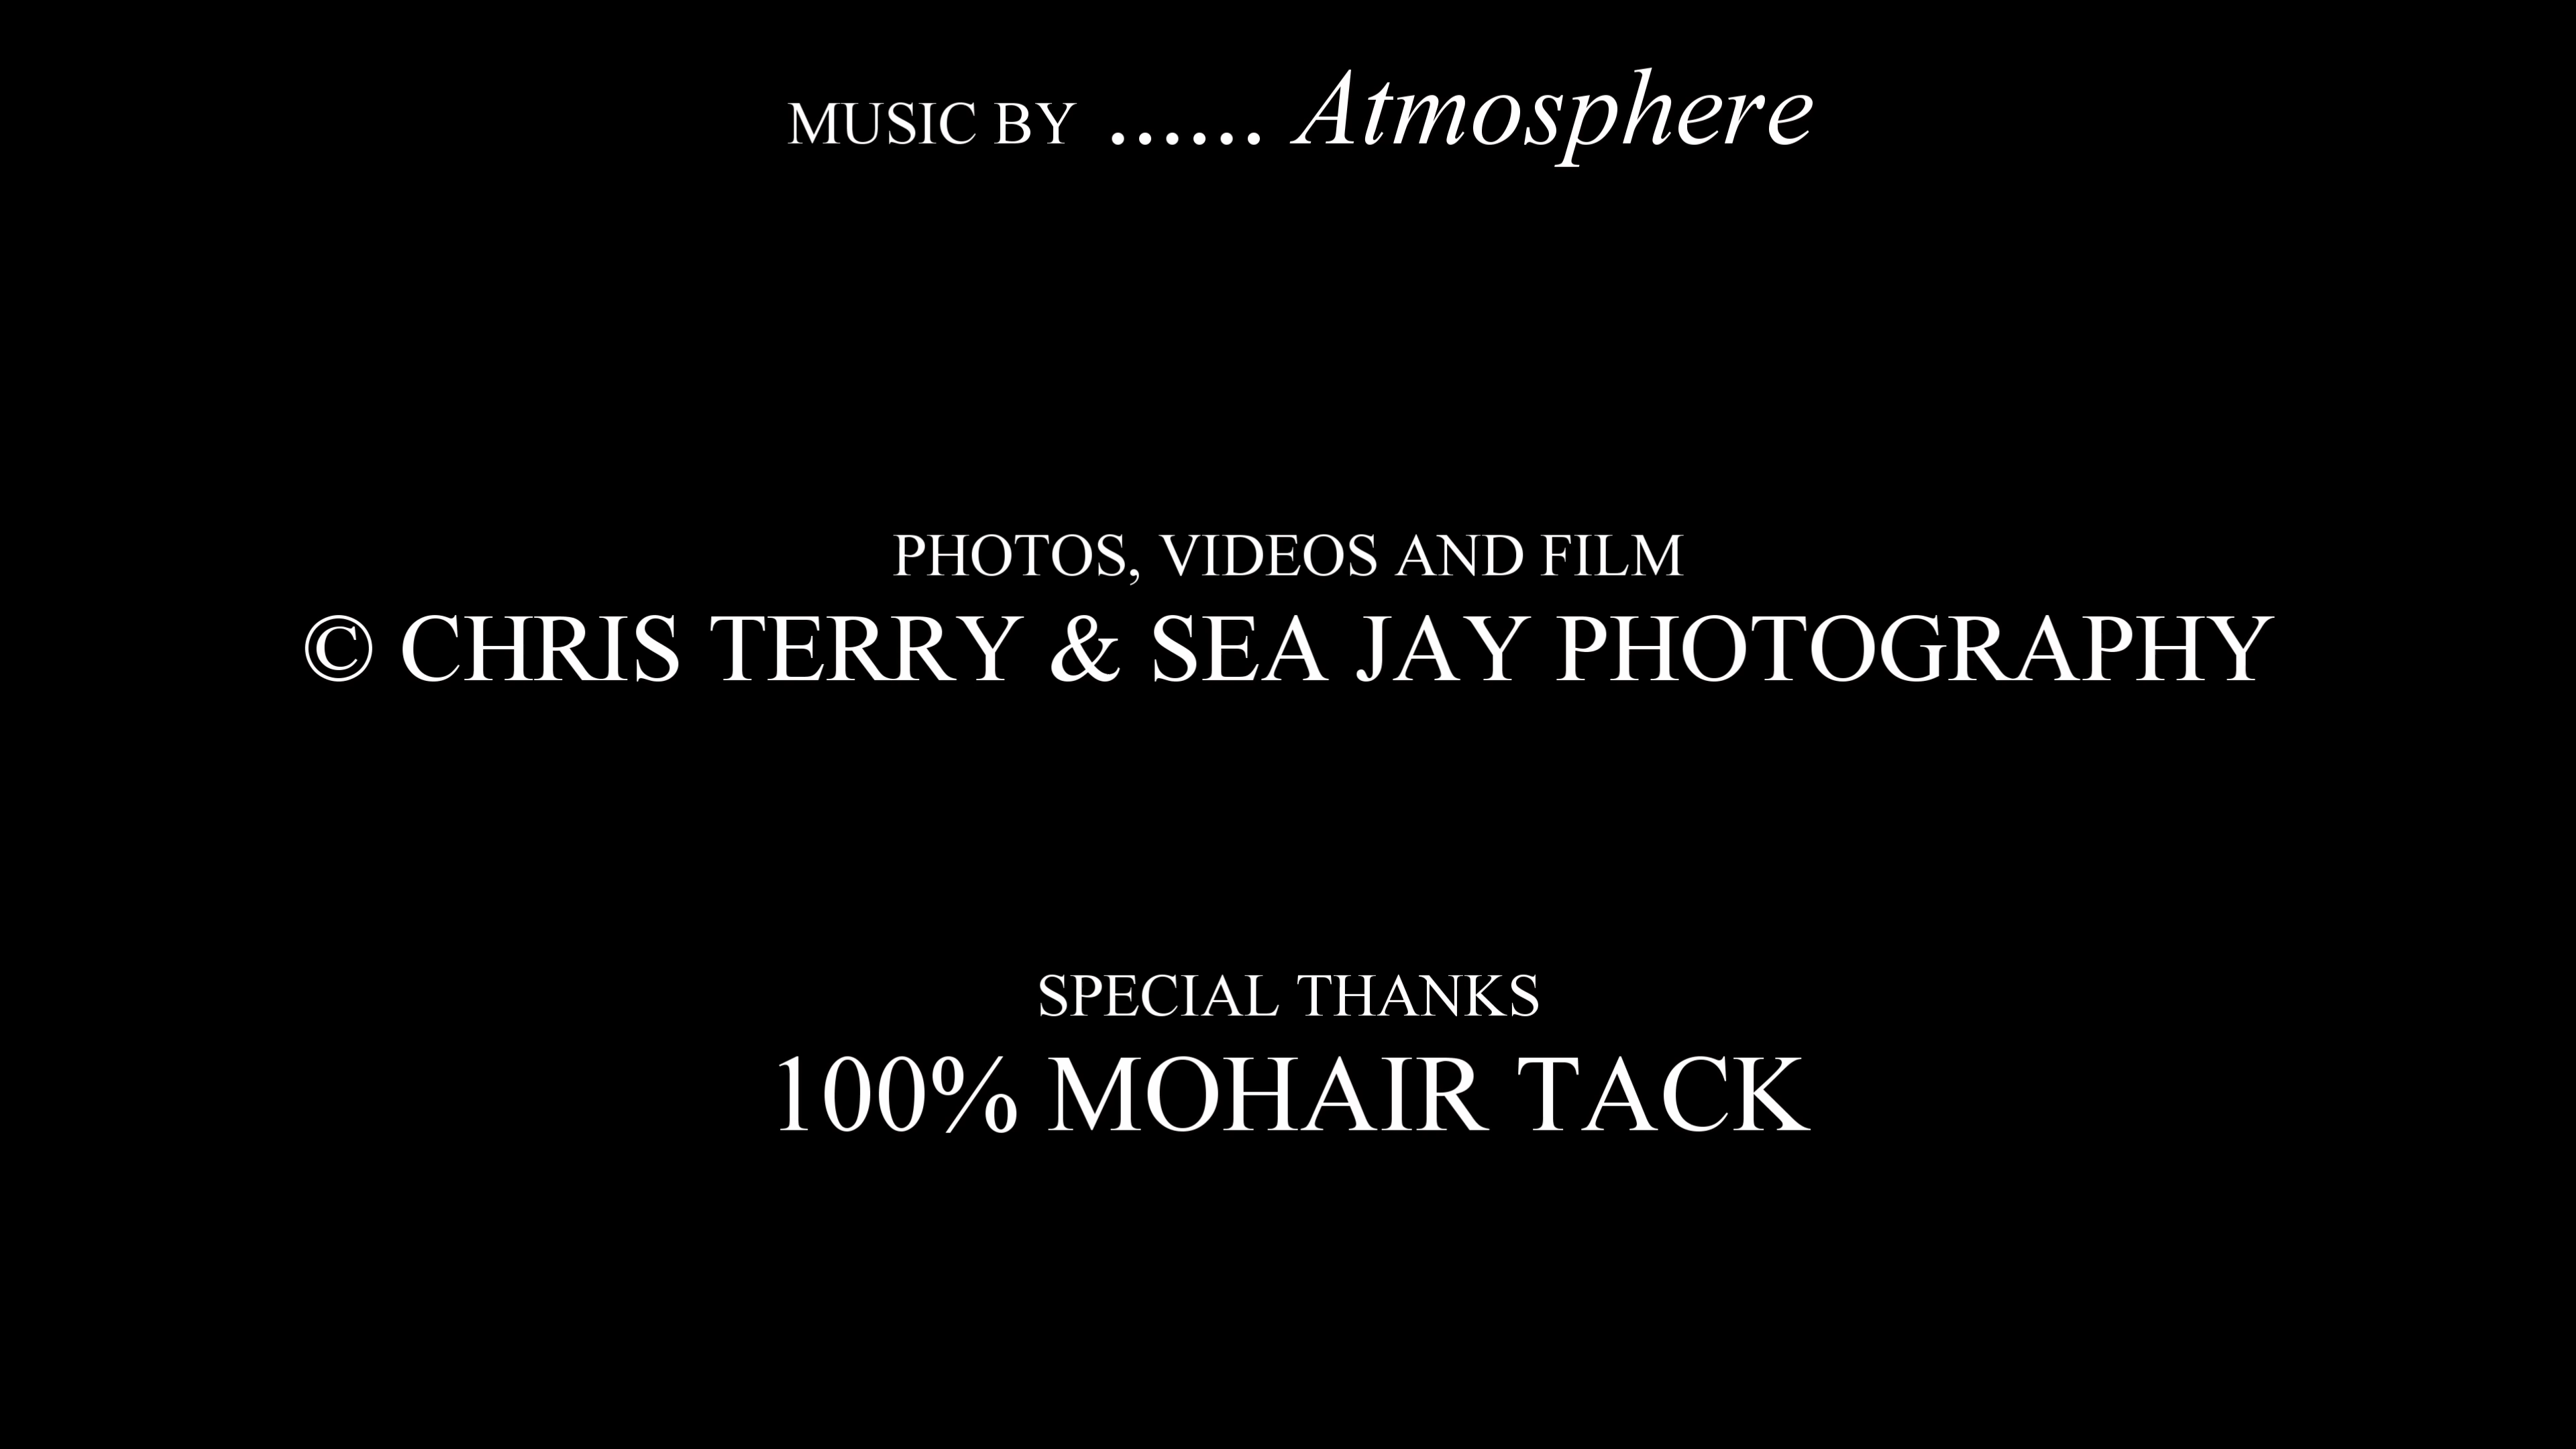 MUSIC BY ...... Atmosphere
PHOTOS, VIDEOS AND FILM
© CHRIS TERRY & SEA JAY PHOTOGRAPHY
SPECIAL THANKS
100% MOHAIR TACK